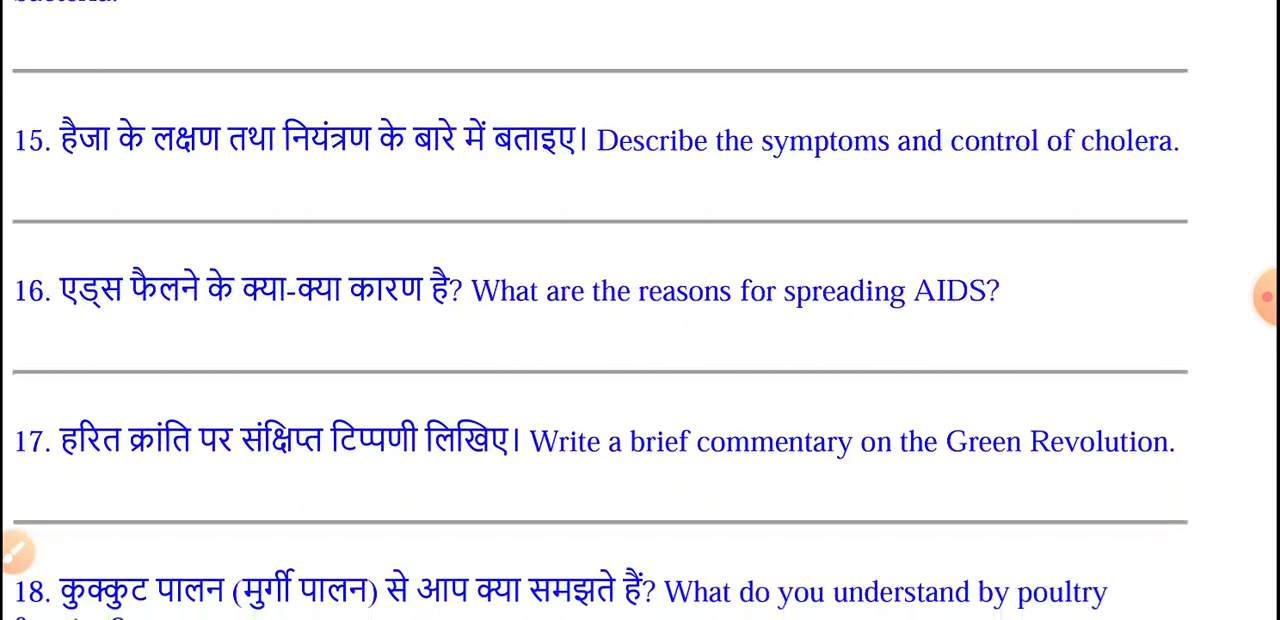 15. हैजा के लक्षण तथा नियंत्रण के बारे में बताइए। Describe the symptoms and control of cholera.
16. एड्स फैलने के क्या-क्या कारण है? What are the reasons for spreading AIDS?
17. हरित क्रांति पर संक्षिप्त टिप्पणी लिखिए। Write a brief commentary on the Green Revolution.
18. कुक्कुट पालन (मुर्गी पालन) से आप क्या समझते हैं? What do you understand by poultry